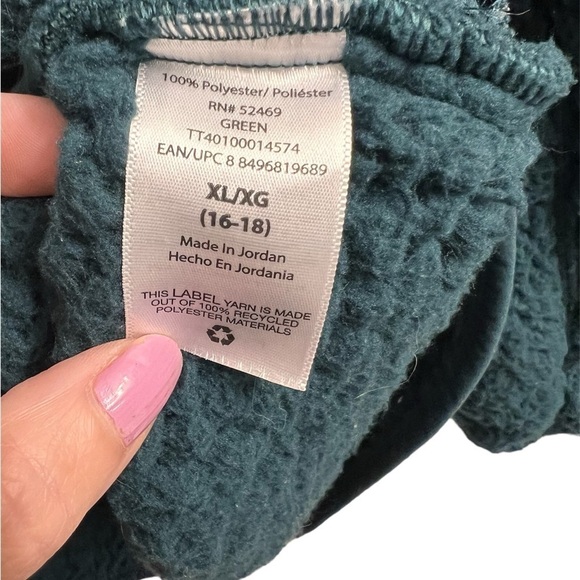 100% Polyester/ Poliéster
RN# 52469
GREEN
TT40100014574
EAN/UPC 8 8496819689
XL/XG
(16-18)
Made In Jordan
Hecho En Jordania
THIS LABEL YARN IS MADE
OUT OF 100% RECYCLED
POLYESTER MATERIALS